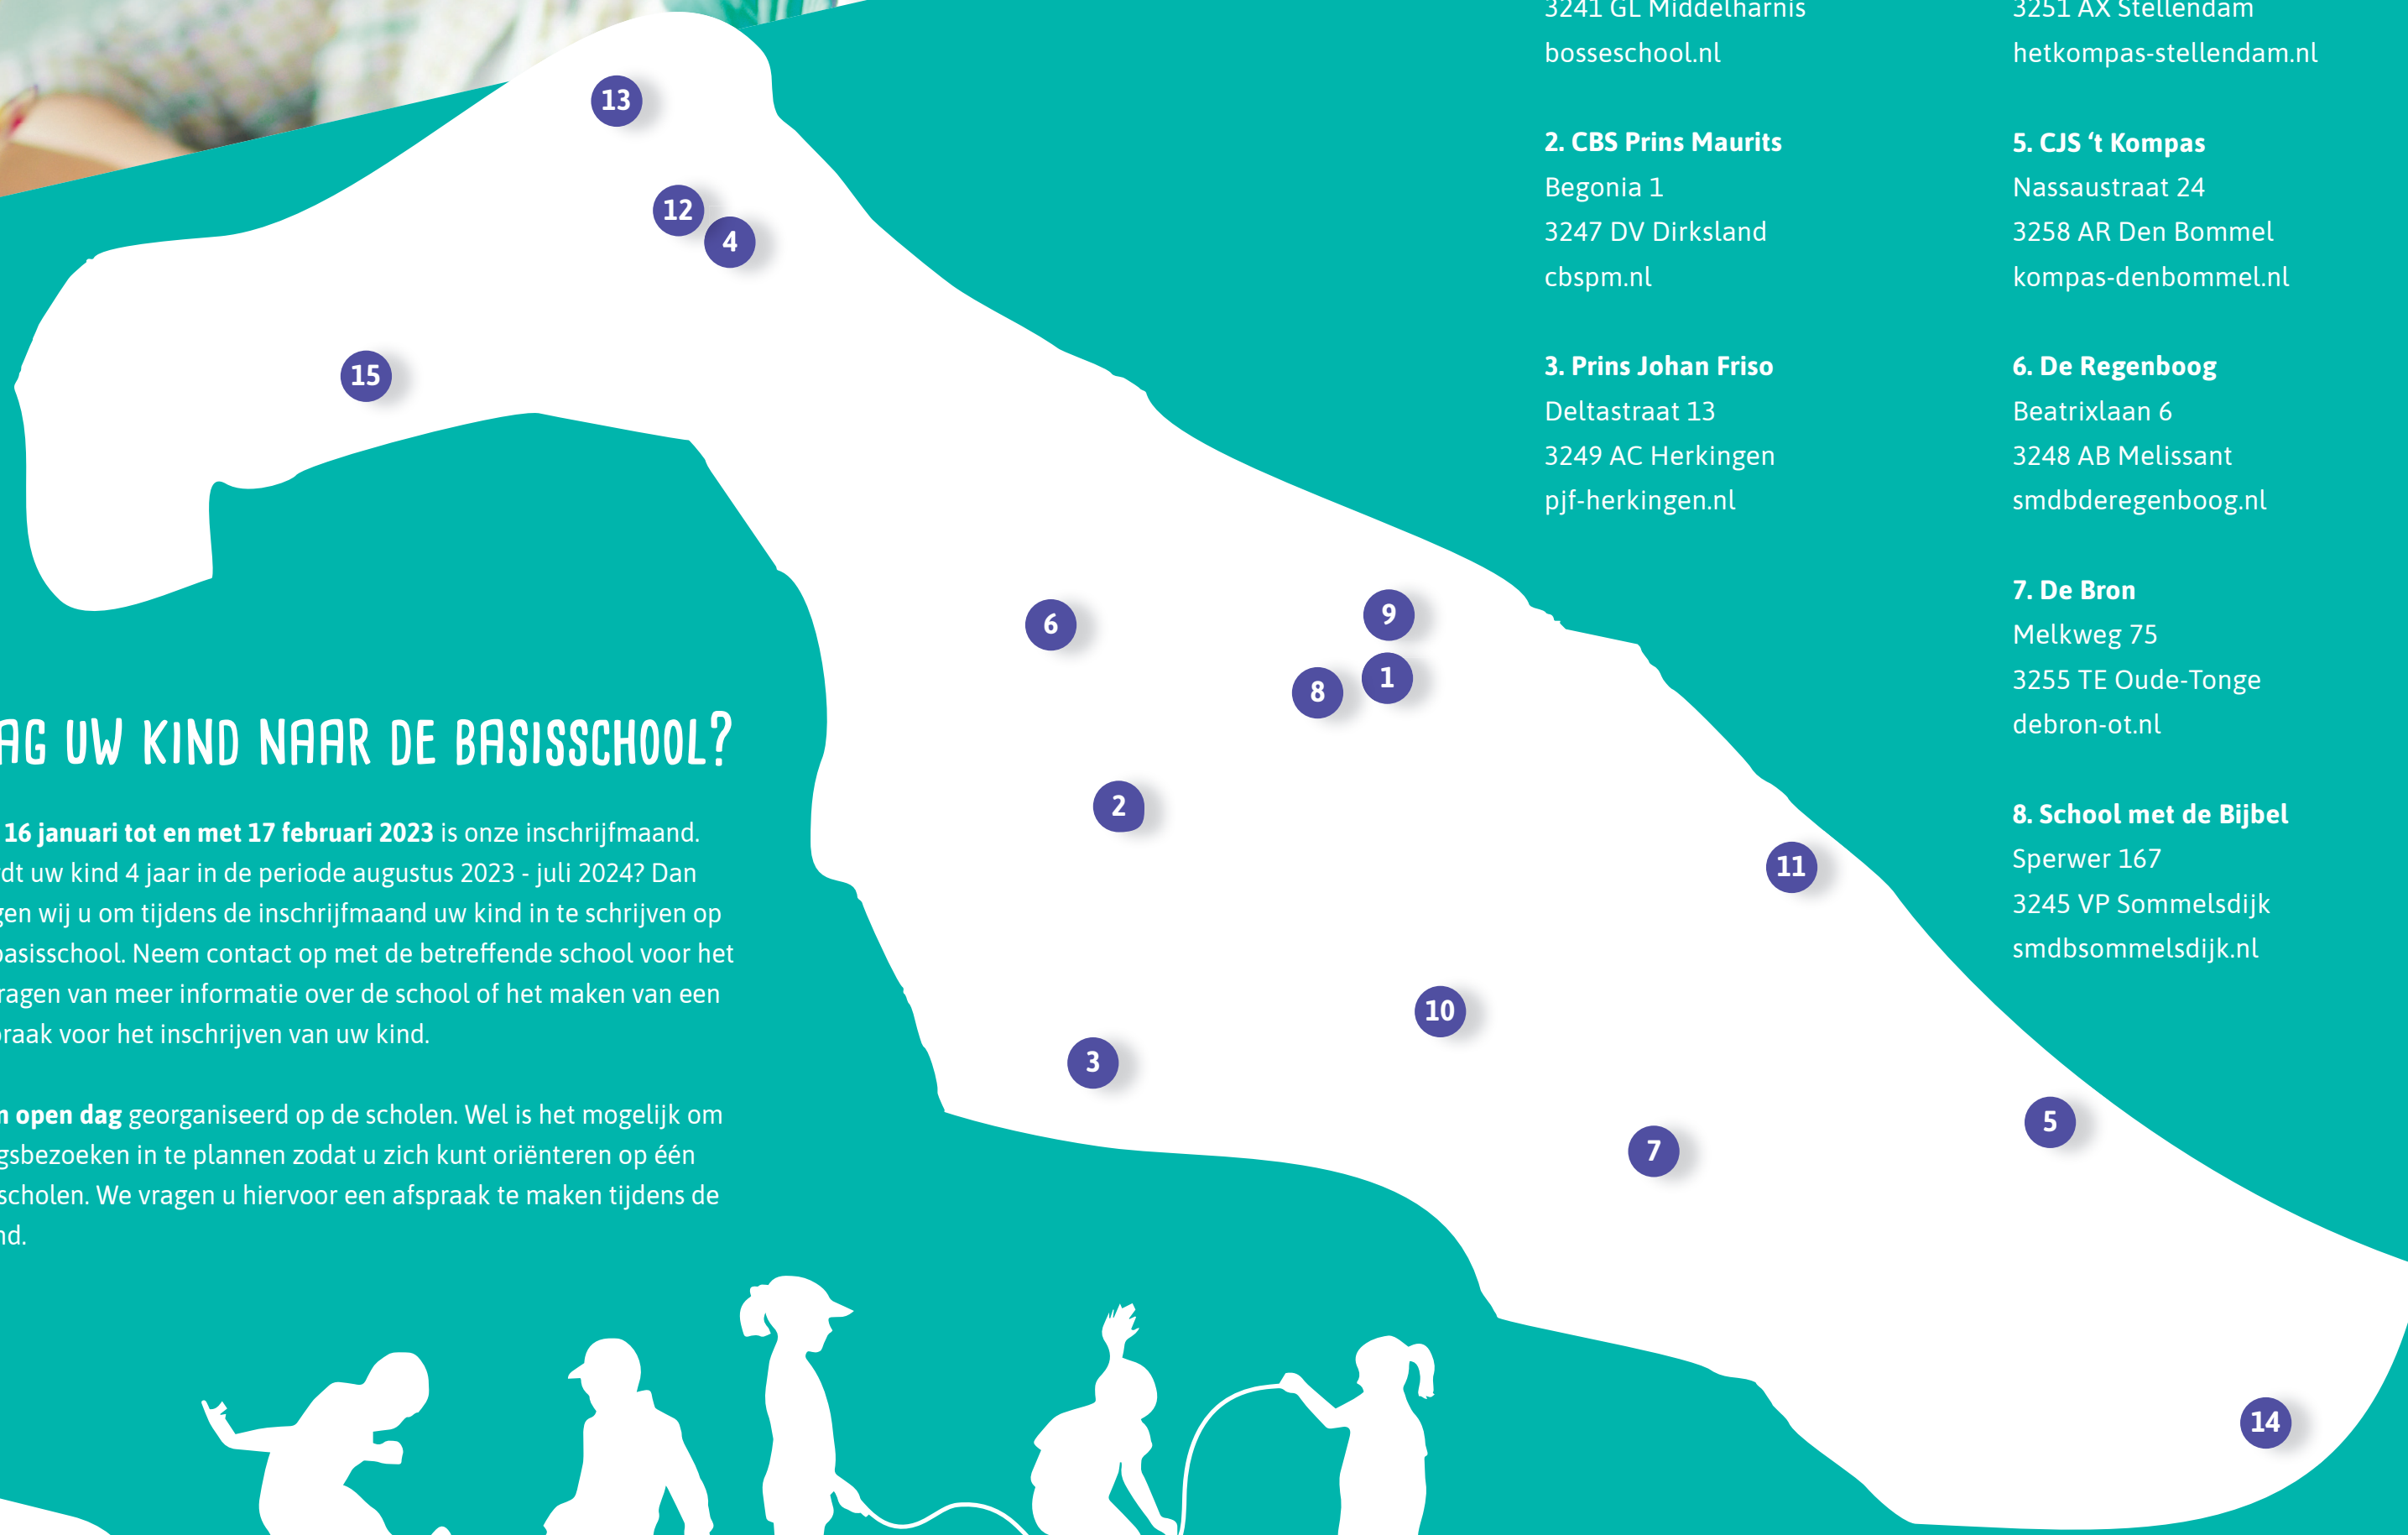 3241 GL Middelharnis
bosseschool.nl
2. CBS Prins Maurits
Begonia 1
3247 DV Dirksland
cbspm.nl
3. Prins Johan Friso
Deltastraat 13
3249 AC Herkingen
pjf-herkingen.nl
3251 AX Stellendam
hetkompas-stellendam.nl
5. CJS ‘t Kompas
Nassaustraat 24
3258 AR Den Bommel
kompas-denbommel.nl
6. De Regenboog
Beatrixlaan 6
3248 AB Melissant
smdbderegenboog.nl
7. De Bron
Melkweg 75
3255 TE Oude-Tonge
debron-ot.nl
8. School met de Bijbel
Sperwer 167
3245 VP Sommelsdijk
smdbsommelsdijk.nl
13
12
4
15
6
9
1
8
2
11
10
3
5
7
14
AG UW KIND NAAR DE BASISSCHOOL?
16 januari tot en met 17 februari 2023 is onze inschrijfmaand.
dt uw kind 4 jaar in de periode augustus 2023 - juli 2024? Dan
gen wij u om tijdens de inschrijfmaand uw kind in te schrijven op
basisschool. Neem contact op met de betreffende school voor het
ragen van meer informatie over de school of het maken van een
praak voor het inschrijven van uw kind.
n open dag georganiseerd op de scholen. Wel is het mogelijk om
gsbezoeken in te plannen zodat u zich kunt oriënteren op één
scholen. We vragen u hiervoor een afspraak te maken tijdens de
nd.